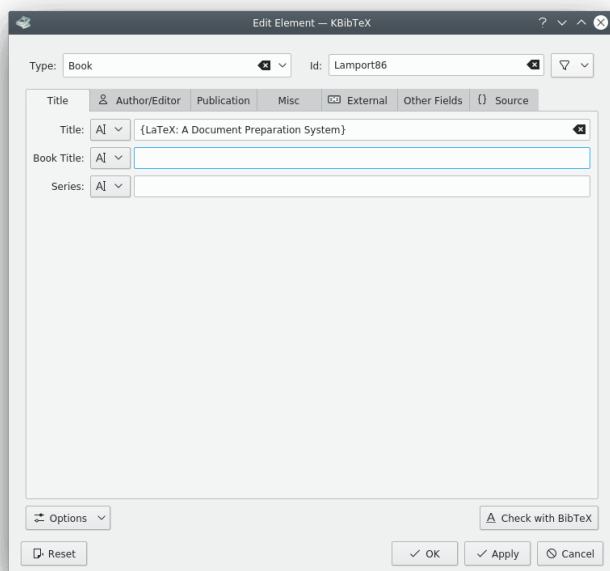 Edit Element — KBibTeX
Type: Book Id: Lamport86
Title Author/Editor Publication Misc External Other Fields {} Source
Title: A {LaTeX: A Document Preparation System}
Book Title: A
Series: A
Options A Check with BibTeX
Reset OK Apply Cancel